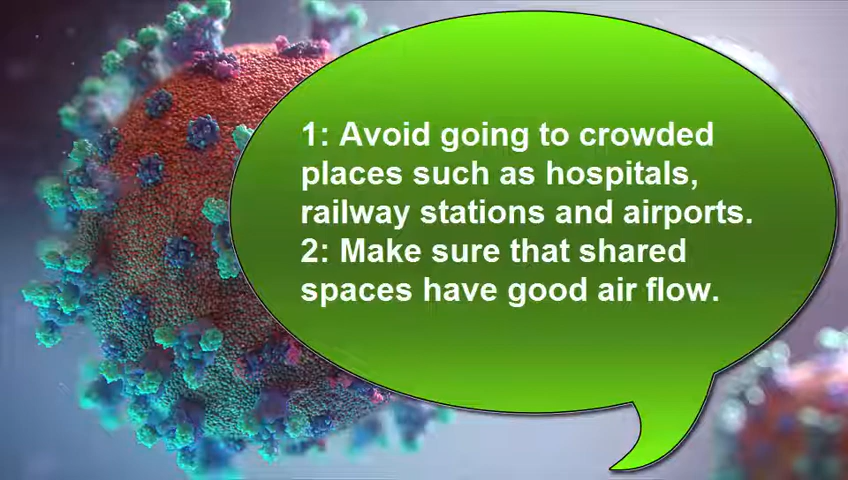 1: Avoid going to crowded
places such as hospitals,
railway stations and airports.
2: Make sure that shared
spaces have good air flow.